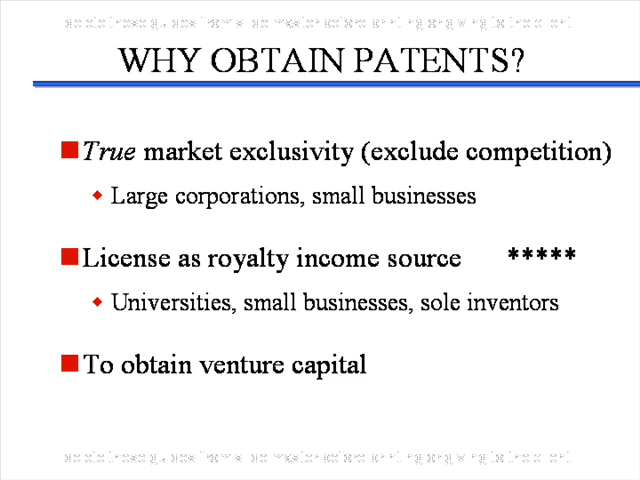 WHY OBTAIN PATENTS?
True market exclusivity (exclude competition)
Large corporations, small businesses
License as royalty income source *****
Universities, small businesses, sole inventors
To obtain venture capital